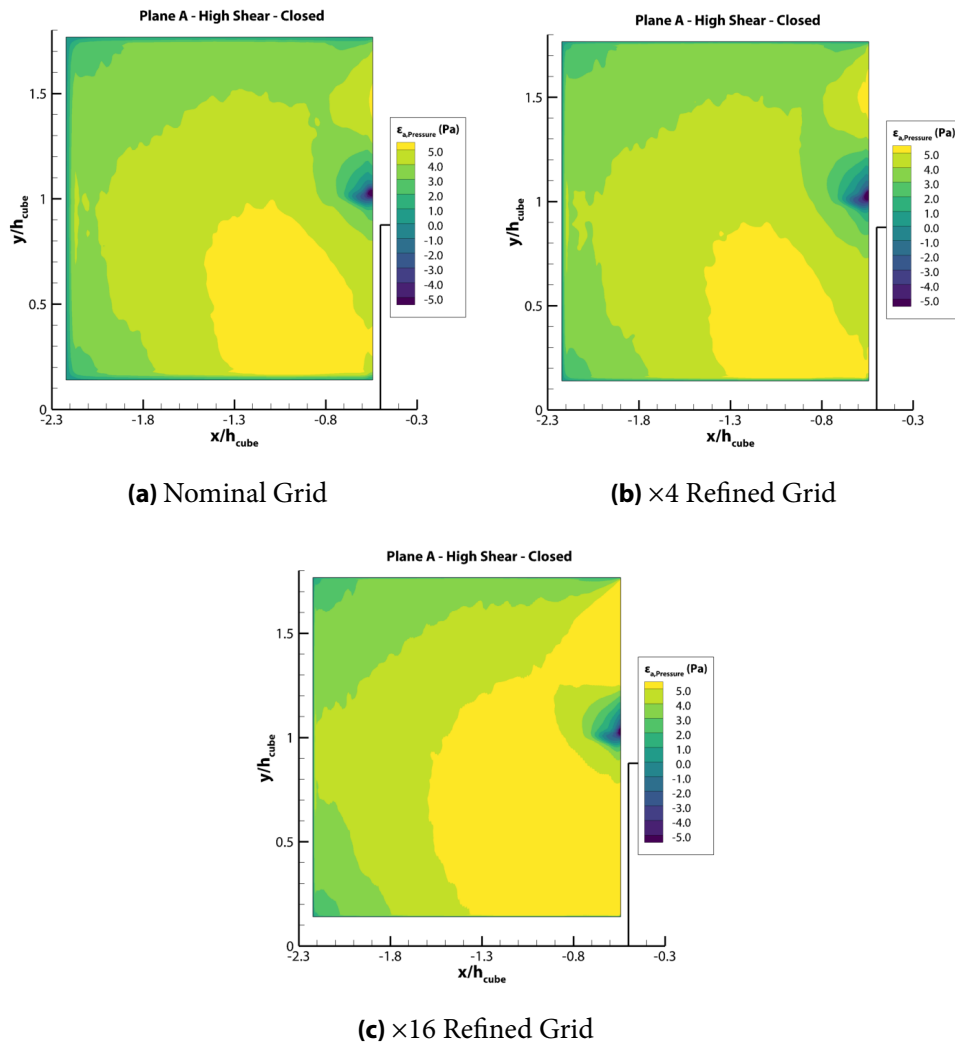 Plane A - High Shear - Closed
y/h_cube
1.5
1
0.5
0
-2.3 -1.8 -1.3 -0.8 -0.3
x/h_cube
ε_a,Pressure (Pa)
5.0
4.0
3.0
2.0
1.0
0.0
-1.0
-2.0
-3.0
-4.0
-5.0
(a) Nominal Grid
Plane A - High Shear - Closed
y/h_cube
1.5
1
0.5
0
-2.3 -1.8 -1.3 -0.8 -0.3
x/h_cube
ε_a,Pressure (Pa)
5.0
4.0
3.0
2.0
1.0
0.0
-1.0
-2.0
-3.0
-4.0
-5.0
(b) ×4 Refined Grid
Plane A - High Shear - Closed
y/h_cube
1.5
1
0.5
0
-2.3 -1.8 -1.3 -0.8 -0.3
x/h_cube
ε_a,Pressure (Pa)
5.0
4.0
3.0
2.0
1.0
0.0
-1.0
-2.0
-3.0
-4.0
-5.0
(c) ×16 Refined Grid